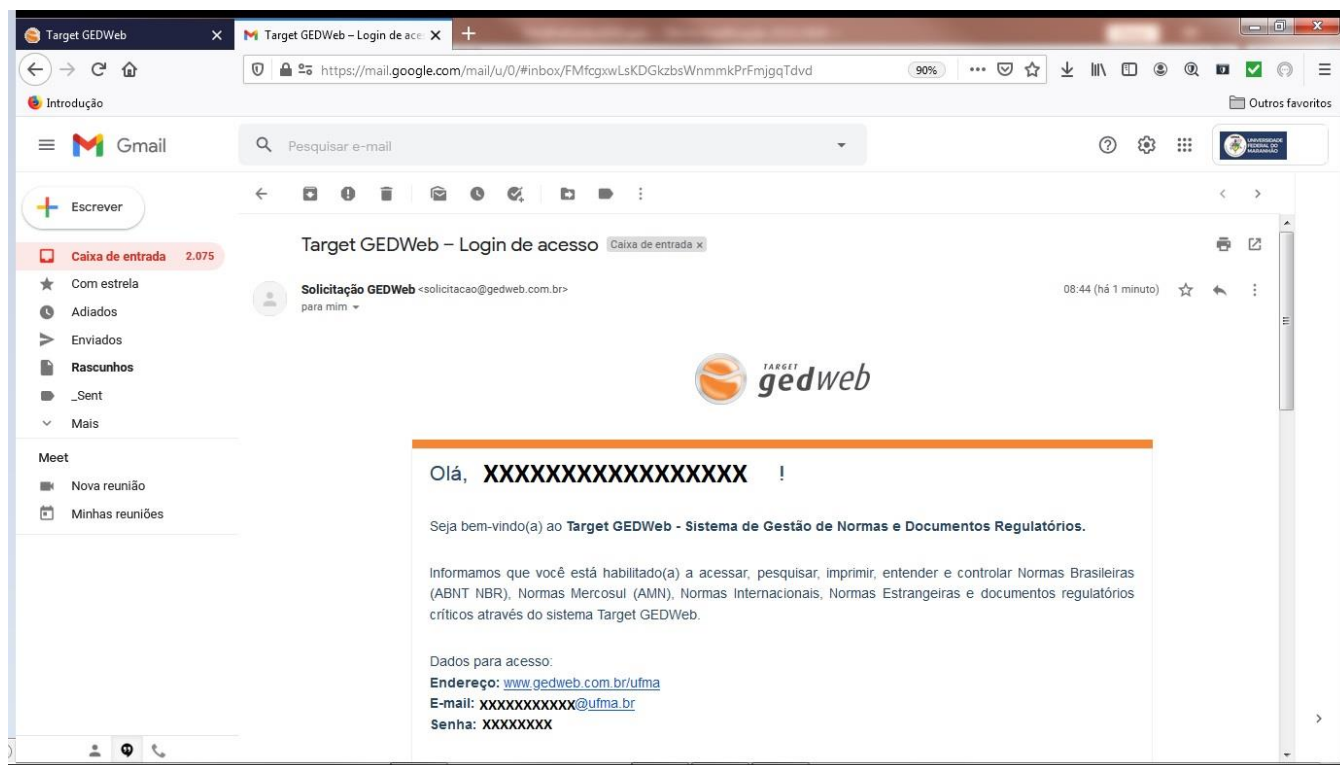 Target GEDWeb
Target GEDWeb – Login de ace
https://mail.google.com/mail/u/0/#inbox/FMfcgxwLsKDGkzbsWnmmkPrFmjgqTdvd
90%
Introdução
Outros favoritos
Gmail
Pesquisar e-mail
UNIVERSIDADE
FEDERAL DO
MARANHÃO
Escrever
Caixa de entrada 2.075
Com estrela
Adiados
Enviados
Rascunhos
_Sent
Mais
Meet
Nova reunião
Minhas reuniões
Target GEDWeb – Login de acesso Caixa de entrada x
Solicitação GEDWeb <solicitacao@gedweb.com.br>
08:44 (há 1 minuto)
para mim
TARGET
gedweb
Olá, XXXXXXXXXXXXXXXXX !
Seja bem-vindo(a) ao Target GEDWeb - Sistema de Gestão de Normas e Documentos Regulatórios.
Informamos que você está habilitado(a) a acessar, pesquisar, imprimir, entender e controlar Normas Brasileiras
(ABNT NBR), Normas Mercosul (AMN), Normas Internacionais, Normas Estrangeiras e documentos regulatórios
críticos através do sistema Target GEDWeb.
Dados para acesso:
Endereço: www.gedweb.com.br/ufma
E-mail: XXXXXXXXXXX@ufma.br
Senha: XXXXXXXX